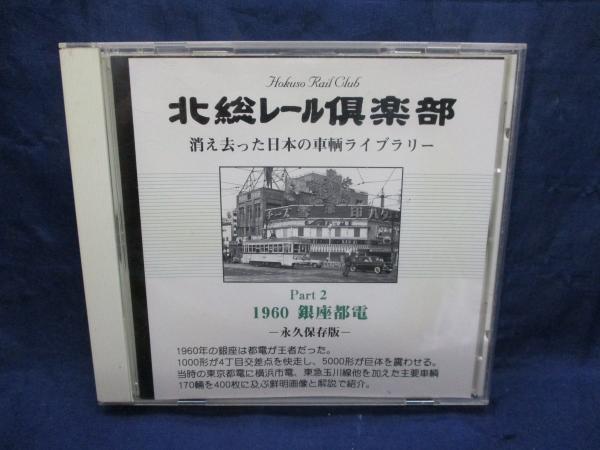 Hokuso Rail Club
北総レール倶楽部
消え去った日本の車輌ライブラリー
Part 2
1960 銀座都電
―永久保存版―
1960年の銀座は都電が王者だった。
1000形が4丁目交差点を快走し、5000形が巨体を震わせる。
当時の東京都電に横浜市電、東急玉川線他を加えた主要車輌
170輌を400枚に及ぶ鮮明画像と解説で紹介。